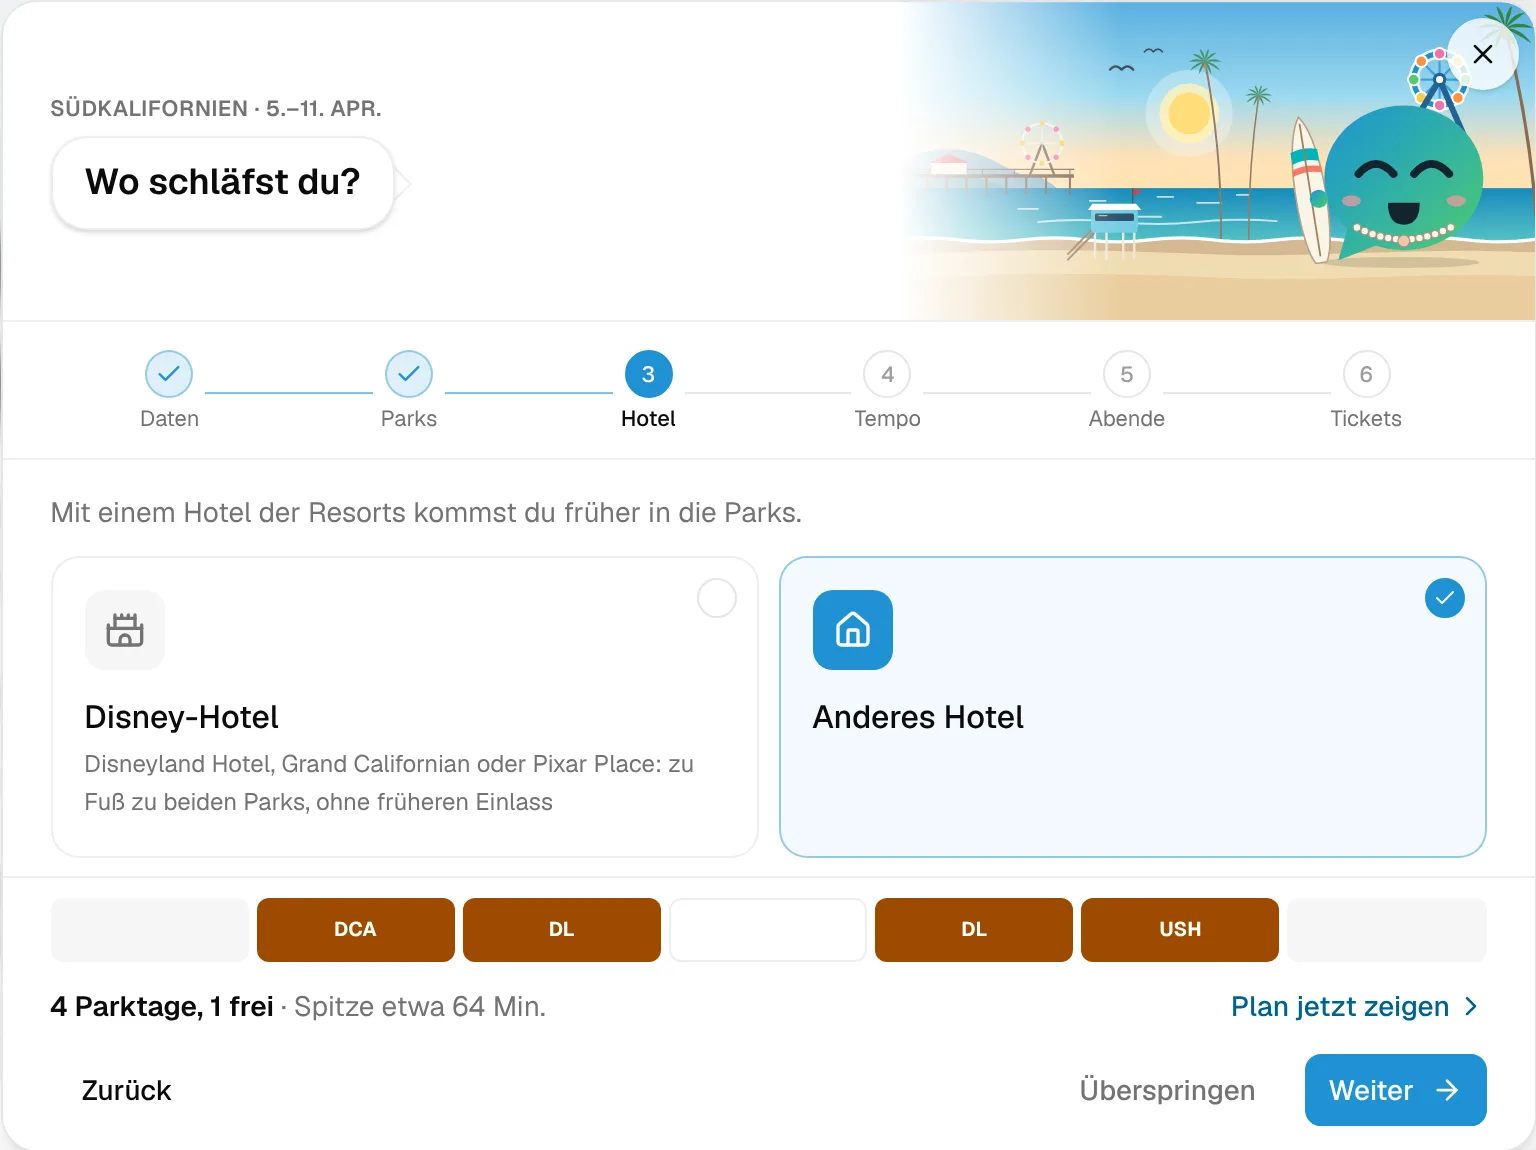 SÜDKALIFORNIEN · 5.–11. APR.
Wo schläfst du?
3
4
5
6
Daten
Parks
Hotel
Tempo
Abende
Tickets
Mit einem Hotel der Resorts kommst du früher in die Parks.
Disney-Hotel
Disneyland Hotel, Grand Californian oder Pixar Place: zu
Fuß zu beiden Parks, ohne früheren Einlass
Anderes Hotel
DCA
DL
DL
USH
4 Parktage, 1 frei · Spitze etwa 64 Min.
Plan jetzt zeigen
Zurück
Überspringen
Weiter